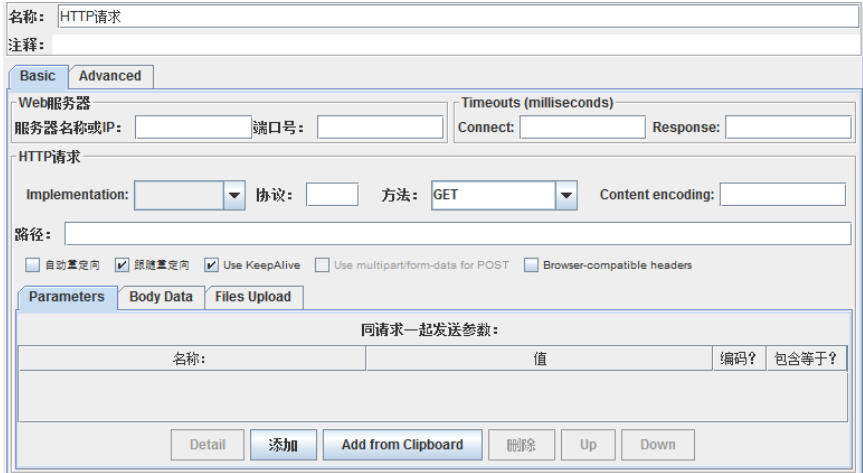 名称： HTTP请求
注释：
Basic Advanced
Web服务器 Timeouts (milliseconds)
服务器名称或IP： 端口号： Connect: Response:
HTTP请求
Implementation: 协议： 方法： GET Content encoding:
路径：
自动重定向 跟随重定向 Use KeepAlive Use multipart/form-data for POST Browser-compatible headers
Parameters Body Data Files Upload
同请求一起发送参数：
名称： 值 编码？ 包含等于？
Detail 添加 Add from Clipboard 删除 Up Down